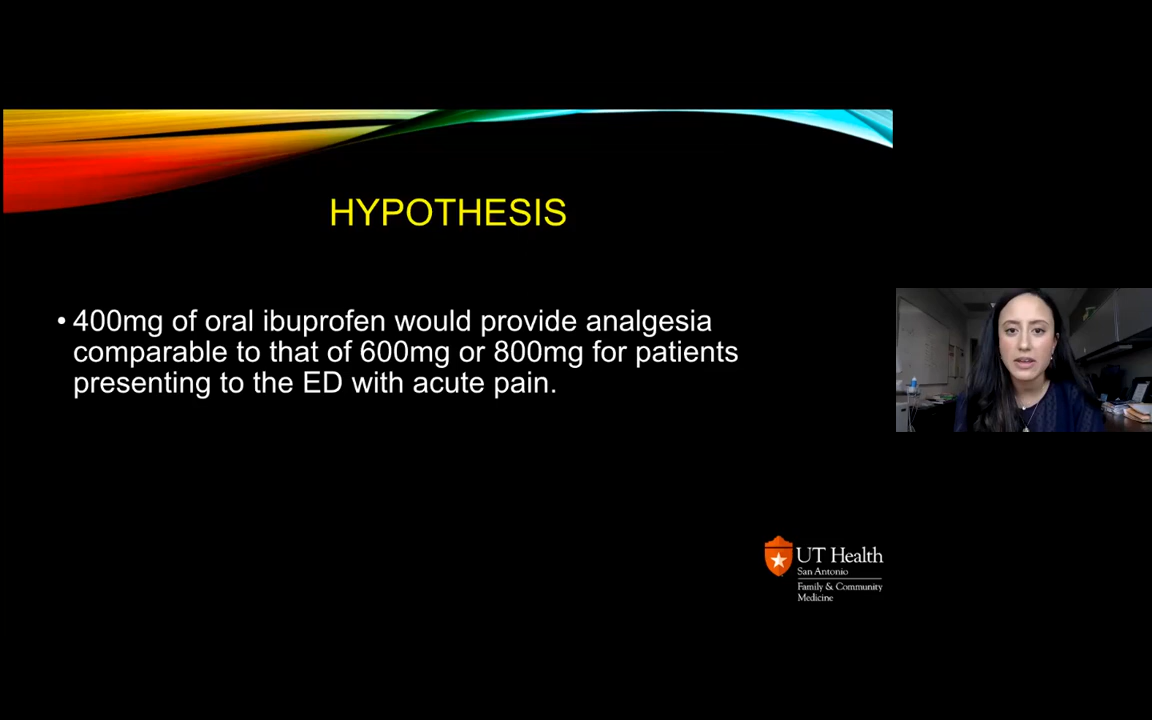 HYPOTHESIS
• 400mg of oral ibuprofen would provide analgesia
comparable to that of 600mg or 800mg for patients
presenting to the ED with acute pain.
UT Health
San Antonio
Family & Community
Medicine